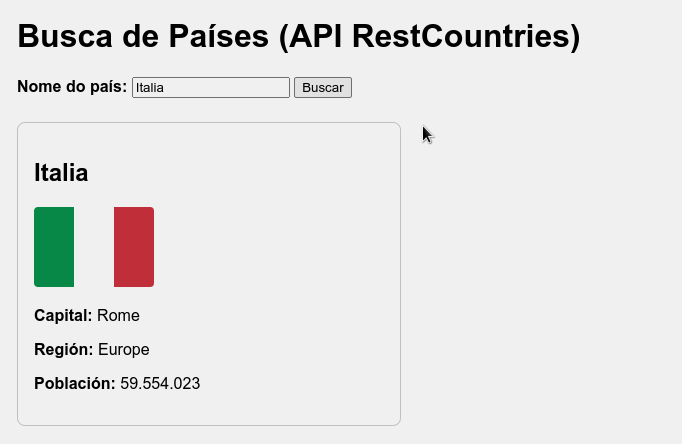 Busca de Países (API RestCountries)
Nome do país: Italia Buscar
Italia
Capital: Rome
Región: Europe
Población: 59.554.023